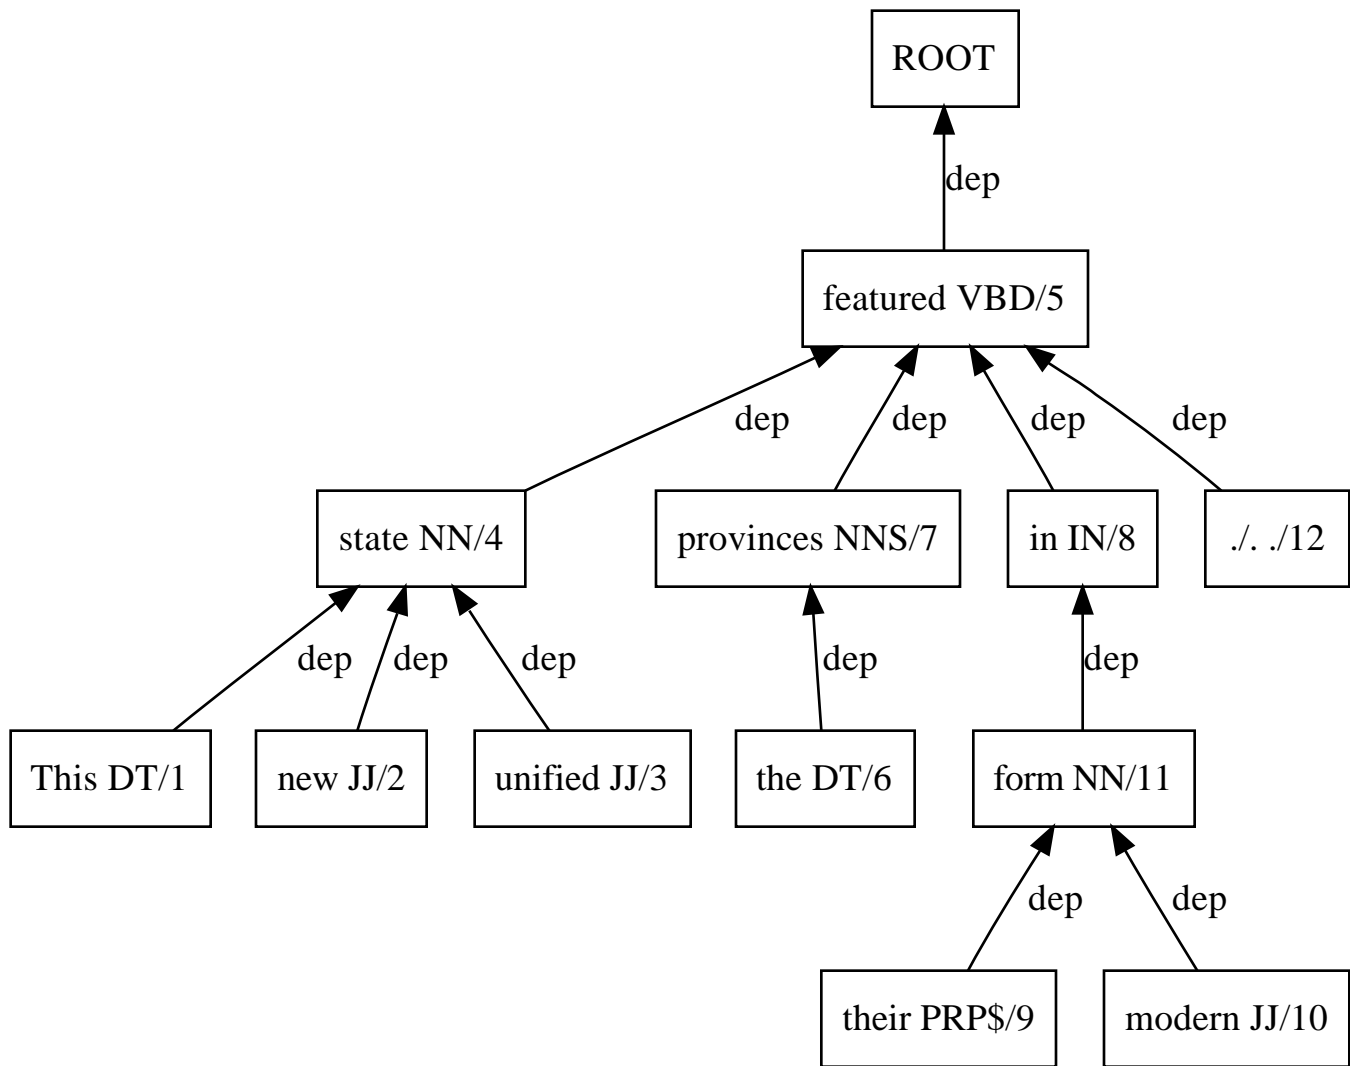 ROOT
dep
featured VBD/5
dep dep dep dep
state NN/4 provinces NNS/7 in IN/8 ./. ./12
dep dep dep dep dep
This DT/1 new JJ/2 unified JJ/3 the DT/6 form NN/11
dep dep
their PRP$/9 modern JJ/10